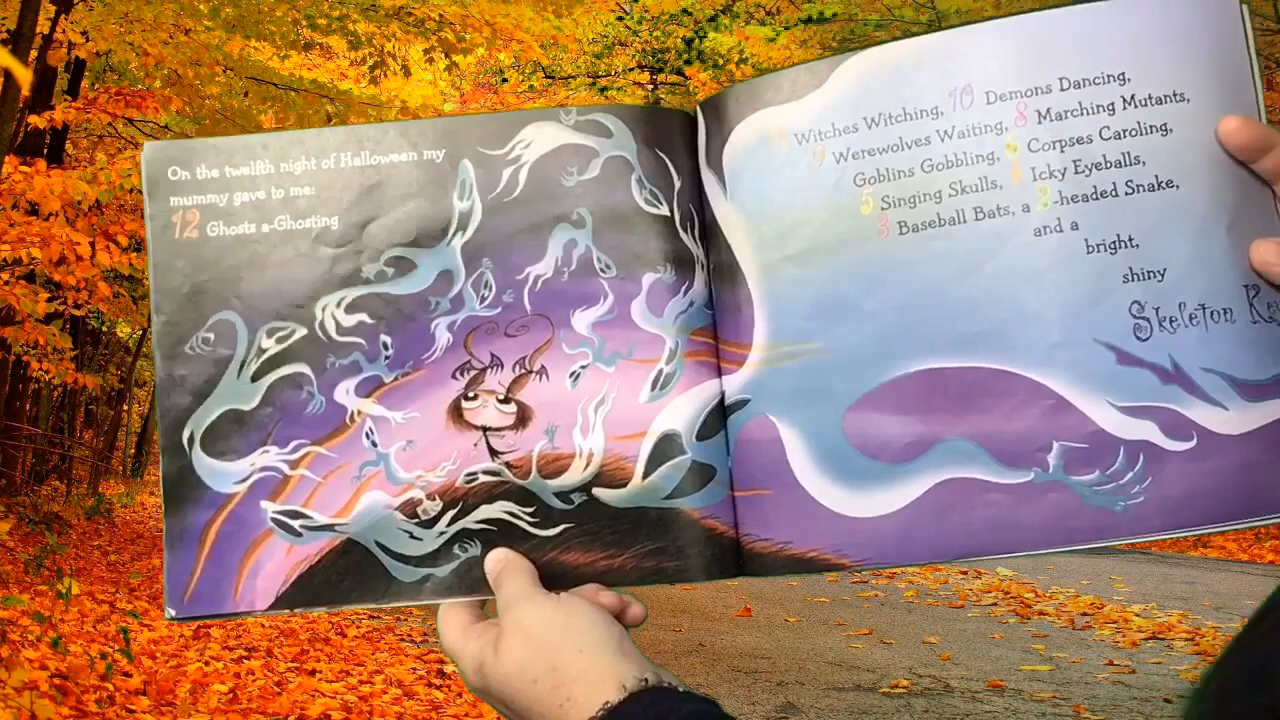 On the twelfth night of Halloween my
mummy gave to me:
12 Ghosts a-Ghosting
Witches Witching, 10 Demons Dancing,
9 Werewolves Waiting, 8 Marching Mutants,
Goblins Gobbling, 6 Corpses Caroling,
5 Singing Skulls, 4 Icky Eyeballs,
3 Baseball Bats, a 2-headed Snake,
and a
bright,
shiny
Skeleton